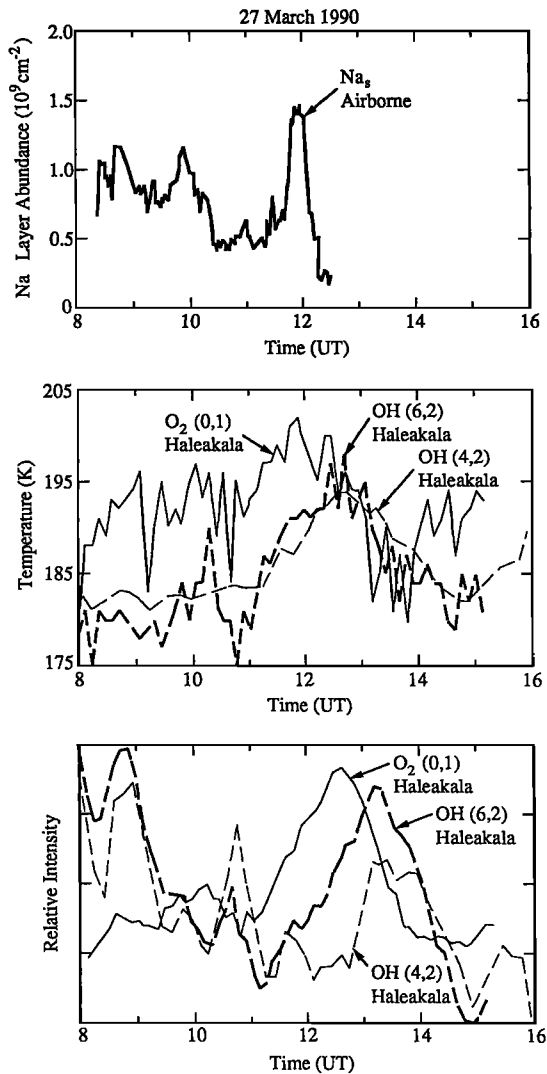 27 March 1990
2.0
1.5
1.0
0.5
0
Na Layer Abundance (10⁹cm⁻²)
Naₛ
Airborne
8 10 12 14 16
Time (UT)
205
195
185
175
Temperature (K)
O₂ (0,1)
Haleakala
OH (6,2)
Haleakala
OH (4,2)
Haleakala
8 10 12 14 16
Time (UT)
Relative Intensity
O₂ (0,1)
Haleakala
OH (6,2)
Haleakala
OH (4,2)
Haleakala
8 10 12 14 16
Time (UT)